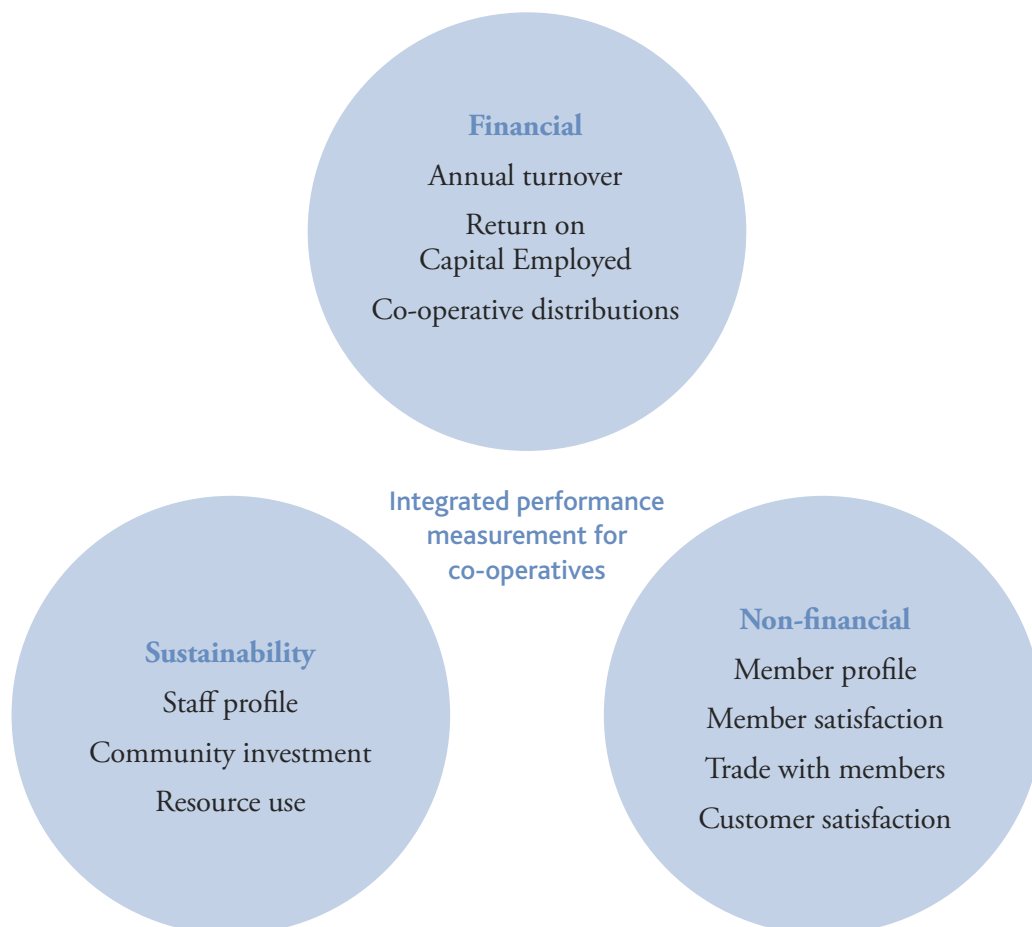 Financial
Annual turnover
Return on
Capital Employed
Co-operative distributions
Integrated performance
measurement for
co-operatives
Sustainability
Staff profile
Community investment
Resource use
Non-financial
Member profile
Member satisfaction
Trade with members
Customer satisfaction